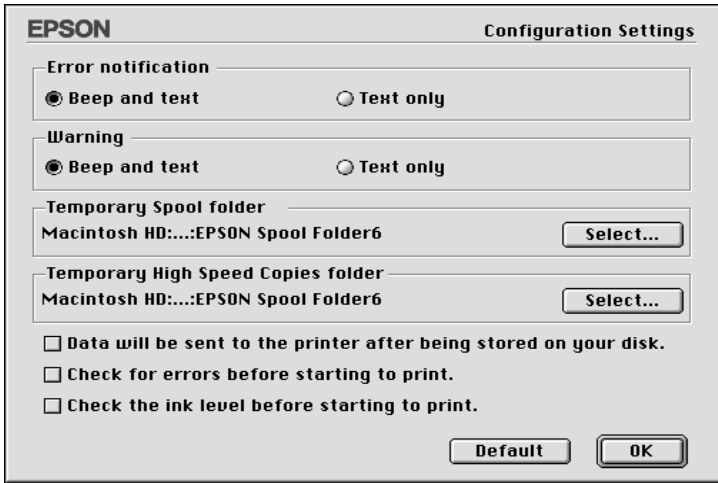 EPSON Configuration Settings
Error notification
Beep and text Text only
Warning
Beep and text Text only
Temporary Spool folder
Macintosh HD:...:EPSON Spool Folder6 Select...
Temporary High Speed Copies folder
Macintosh HD:...:EPSON Spool Folder6 Select...
Data will be sent to the printer after being stored on your disk.
Check for errors before starting to print.
Check the ink level before starting to print.
Default OK